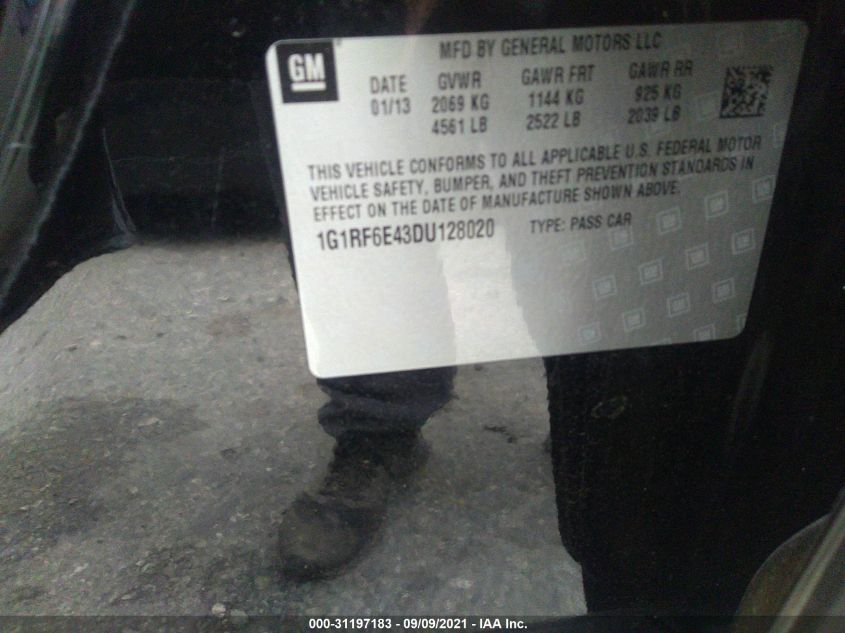 GM
MFD BY GENERAL MOTORS LLC
DATE GVWR GAWR FRT GAWR RR
01/13 2069 KG 1144 KG 925 KG
4561 LB 2522 LB 2039 LB
THIS VEHICLE CONFORMS TO ALL APPLICABLE U.S. FEDERAL MOTOR
VEHICLE SAFETY, BUMPER, AND THEFT PREVENTION STANDARDS IN
EFFECT ON THE DATE OF MANUFACTURE SHOWN ABOVE.
1G1RF6E43DU128020 TYPE: PASS CAR
000-31197183 - 09/09/2021 - IAA Inc.